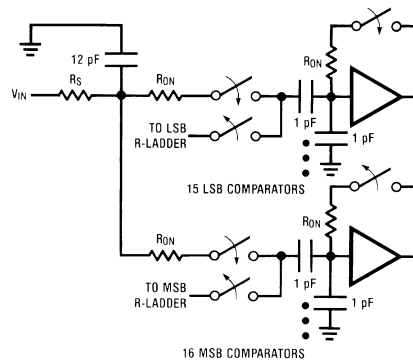 12 pF
VIN
RS
RON
RON
TO LSB
R-LADDER
1 pF
1 pF
15 LSB COMPARATORS
RON
RON
TO MSB
R-LADDER
1 pF
1 pF
16 MSB COMPARATORS